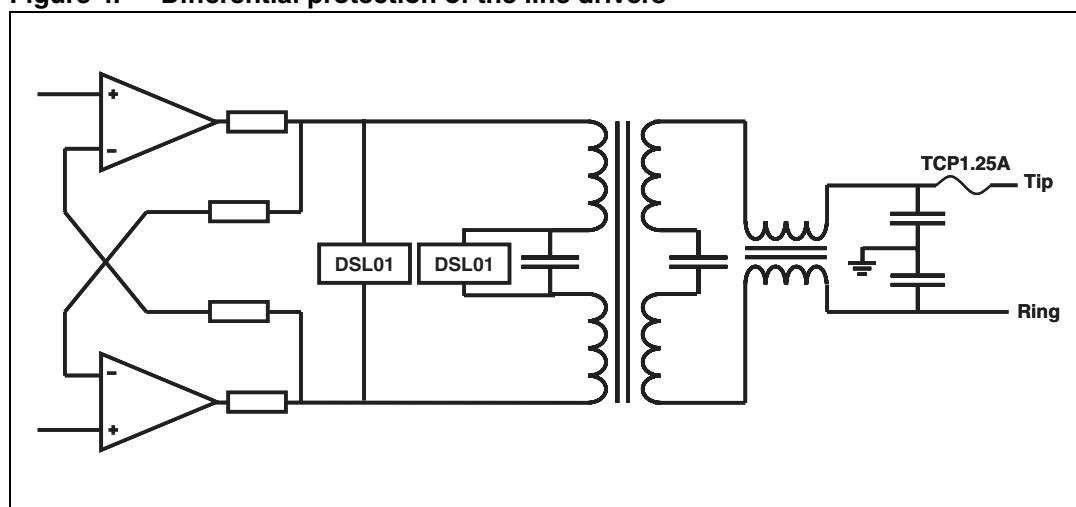 Figure 4. Differential protection of the line drivers
+
TCP1.25A
-
Tip
DSL01
DSL01
Ring
-
+